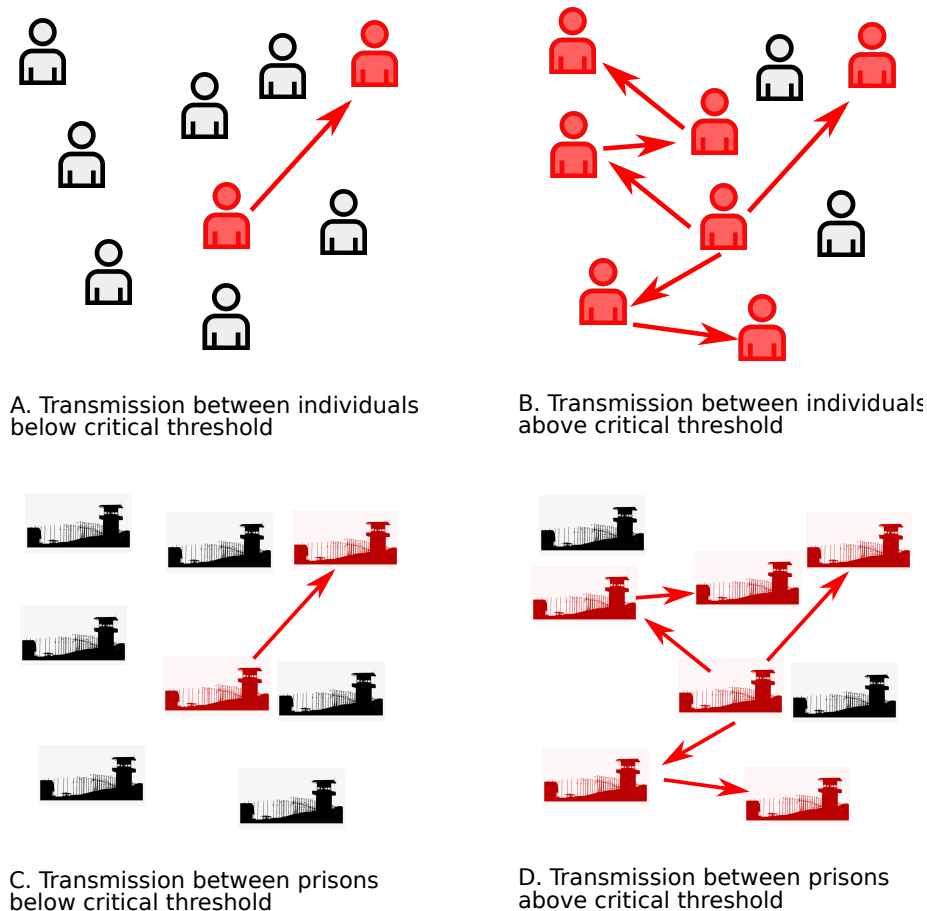 A. Transmission between individuals
below critical threshold
B. Transmission between individuals
above critical threshold
C. Transmission between prisons
below critical threshold
D. Transmission between prisons
above critical threshold